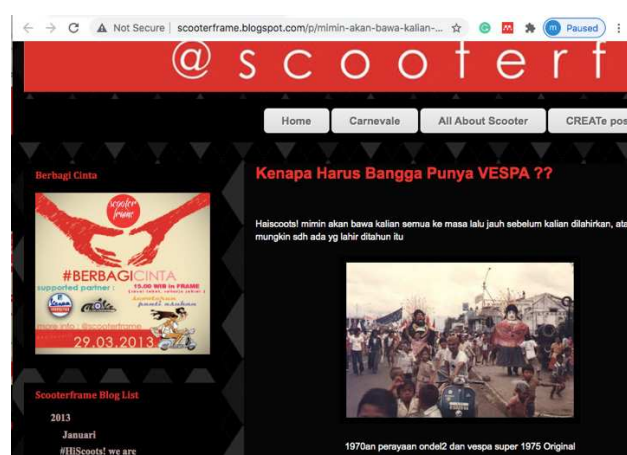 Not Secure | scooterframe.blogspot.com/p/mimin-akan-bawa-kalian-...
Paused
@scooterf
Home
Carnevale
All About Scooter
CREATe pos
Berbagi Cinta
scooter
frame
#BERBAGICINTA
supported partner :
15.00 WIB in FRAME
panti asuhan
more info : @scooterframe
29.03.2013
Scooterframe Blog List
2013
Januari
#HiScoots! we are
Kenapa Harus Bangga Punya VESPA ??
Haiscoots! mimin akan bawa kalian semua ke masa lalu jauh sebelum kalian dilahirkan, ata
mungkin sdh ada yg lahir ditahun itu
1970an perayaan ondel2 dan vespa super 1975 Original